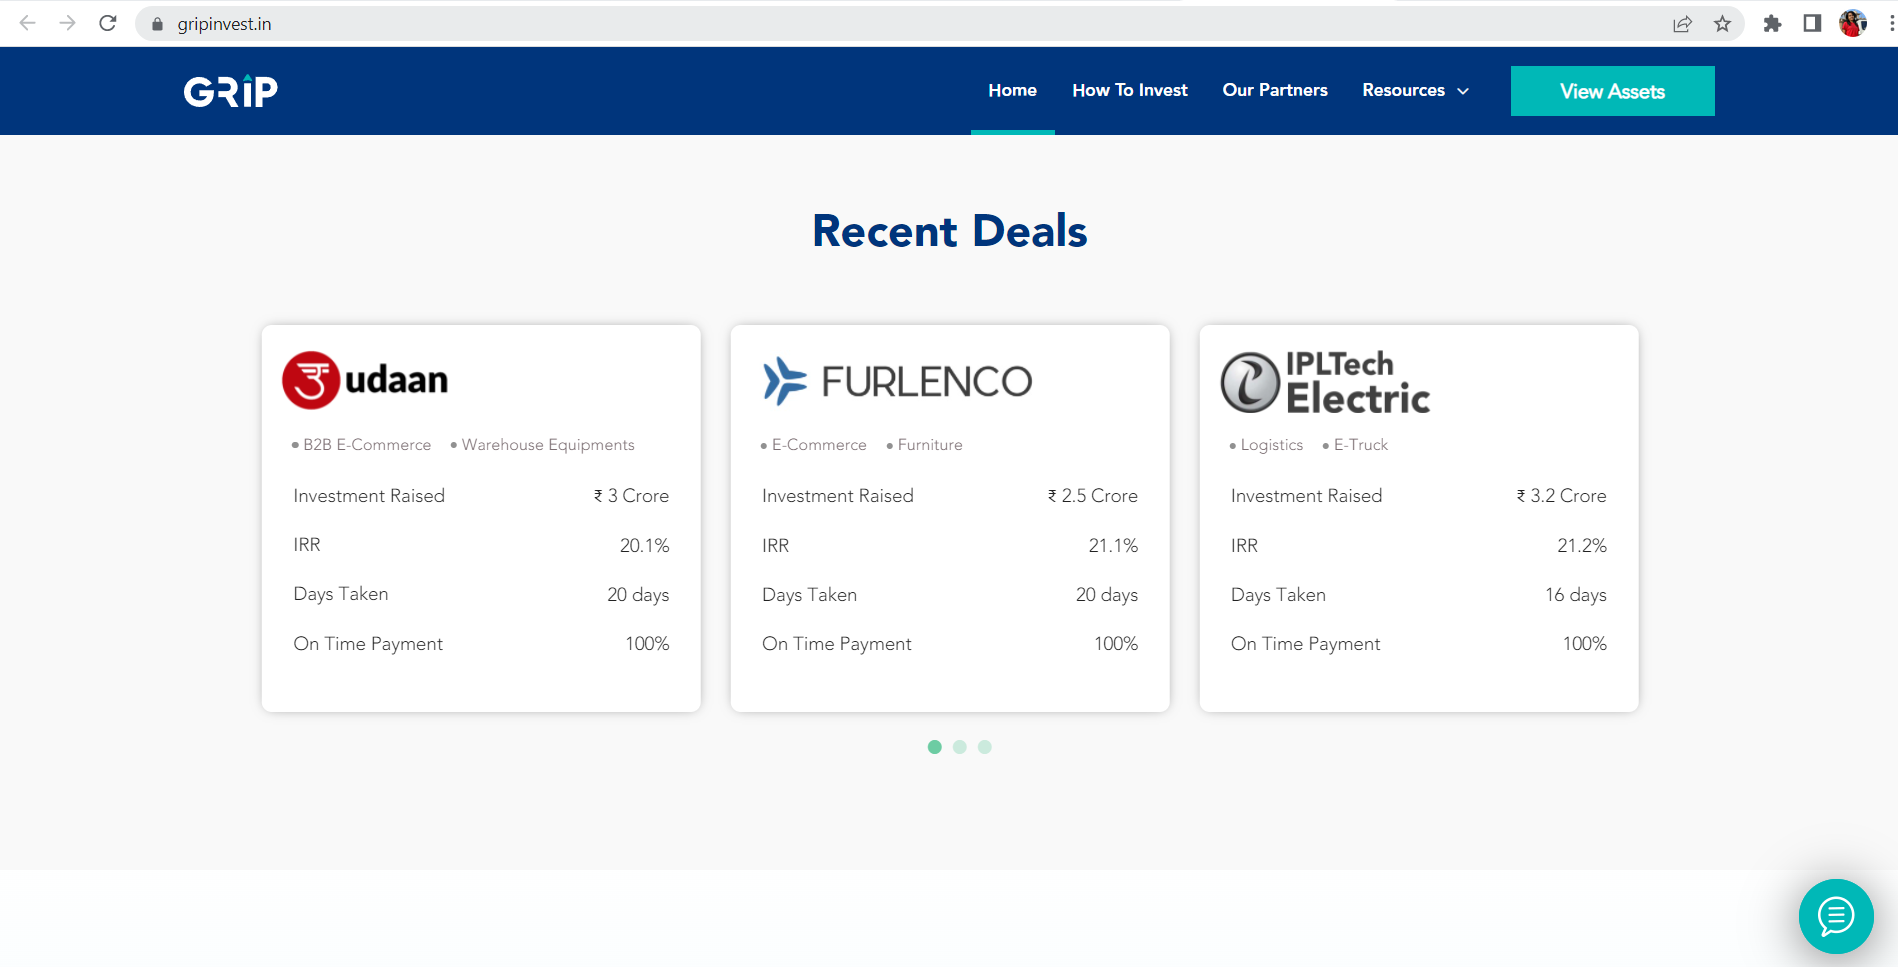 gripinvest.in
GRIP
Home How To Invest Our Partners Resources View Assets
Recent Deals
उ udaan
B2B E-Commerce Warehouse Equipments
Investment Raised ₹ 3 Crore
IRR 20.1%
Days Taken 20 days
On Time Payment 100%
FURLENCO
E-Commerce Furniture
Investment Raised ₹ 2.5 Crore
IRR 21.1%
Days Taken 20 days
On Time Payment 100%
IPLTech
Electric
Logistics E-Truck
Investment Raised ₹ 3.2 Crore
IRR 21.2%
Days Taken 16 days
On Time Payment 100%